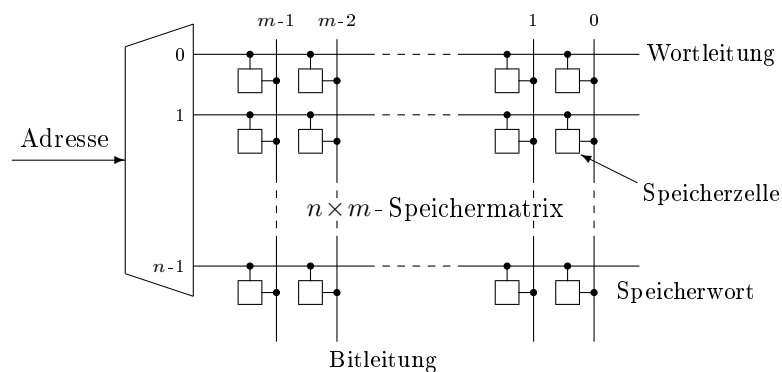 m-1 m-2 1 0
0 Wortleitung
1
Adresse
Speicherzelle
n×m- Speichermatrix
n-1
Speicherwort
Bitleitung